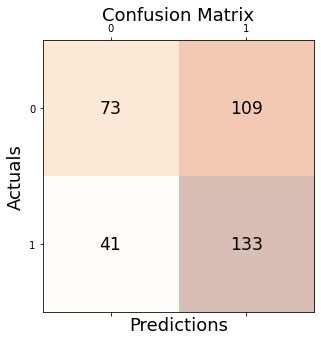 Confusion Matrix
0 1
0 73 109
Actuals
1 41 133
Predictions